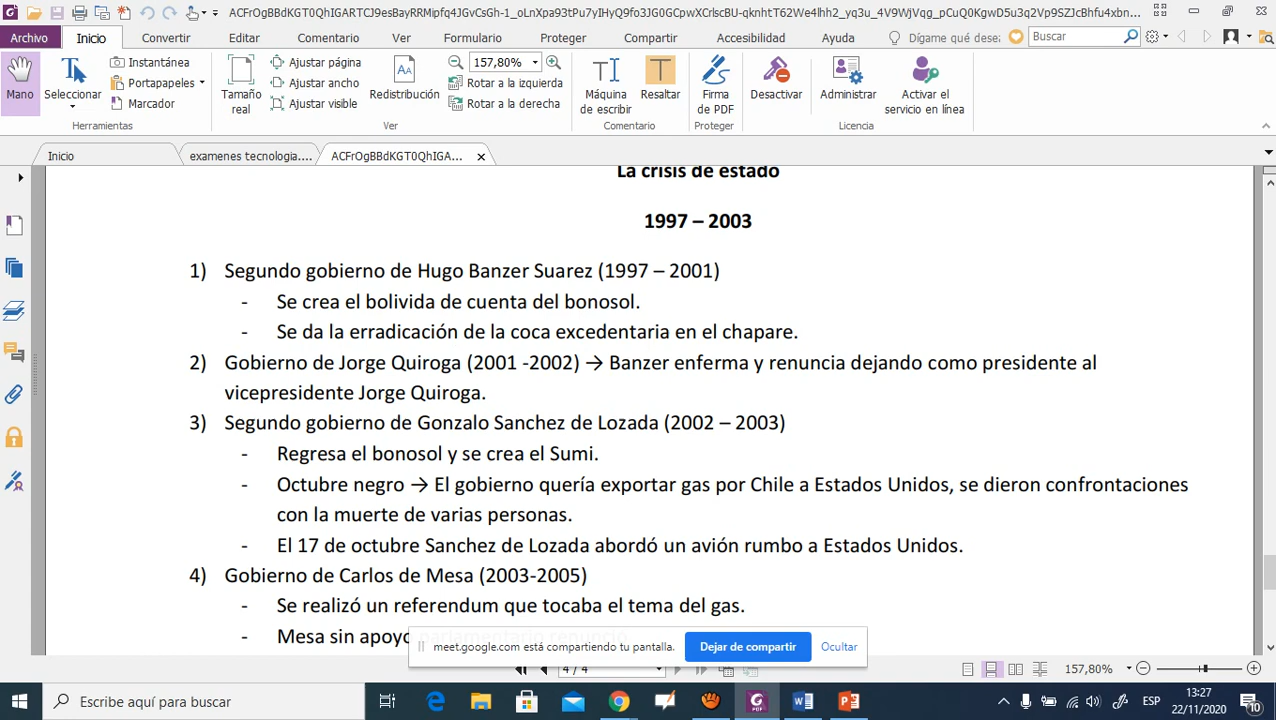 Archivo Inicio Convertir Editar Comentario Ver Formulario Proteger Compartir Accesibilidad Ayuda Dígame qué dese Buscar
Mano
Seleccionar
Instantánea
Portapapeles
Marcador
Herramientas
Tamaño real
Ajustar página
Ajustar ancho
Ajustar visible
Redistribución
157,80%
Rotar a la izquierda
Rotar a la derecha
Ver
Máquina de escribir
Resaltar
Comentario
Firma de PDF
Proteger
Desactivar
Administrar
Activar el servicio en línea
Licencia
Inicio
examenes tecnologia....
ACFrOgBBdKGT0QhIGA...
La crisis de estado
1997 – 2003
1) Segundo gobierno de Hugo Banzer Suarez (1997 – 2001)
- Se crea el bolivida de cuenta del bonosol.
- Se da la erradicación de la coca excedentaria en el chapare.
2) Gobierno de Jorge Quiroga (2001 -2002) → Banzer enferma y renuncia dejando como presidente al
vicepresidente Jorge Quiroga.
3) Segundo gobierno de Gonzalo Sanchez de Lozada (2002 – 2003)
- Regresa el bonosol y se crea el Sumi.
- Octubre negro → El gobierno quería exportar gas por Chile a Estados Unidos, se dieron confrontaciones
con la muerte de varias personas.
- El 17 de octubre Sanchez de Lozada abordó un avión rumbo a Estados Unidos.
4) Gobierno de Carlos de Mesa (2003-2005)
- Se realizó un referendum que tocaba el tema del gas.
- Mesa sin apoyo parlamentario renunció
meet.google.com está compartiendo tu pantalla. Dejar de compartir Ocultar
4 / 4
157,80%
Escribe aquí para buscar
ESP
13:27
22/11/2020
10